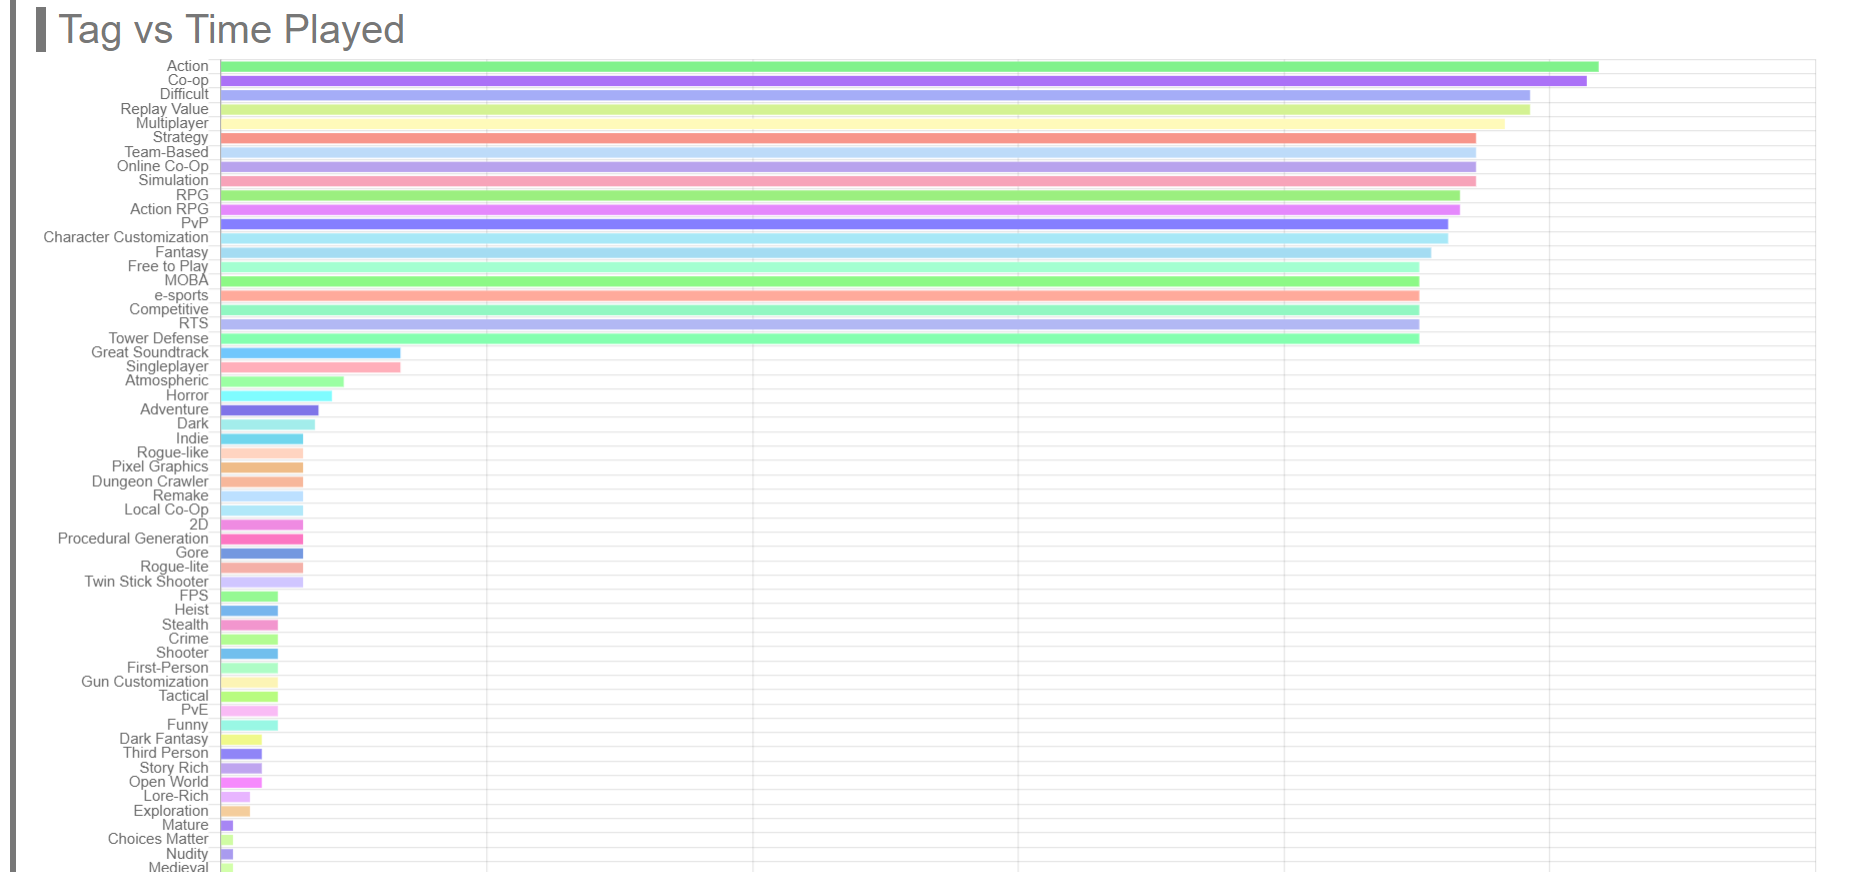 Tag vs Time Played
Action
Co-op
Difficult
Replay Value
Multiplayer
Strategy
Team-Based
Online Co-Op
Simulation
RPG
Action RPG
PvP
Character Customization
Fantasy
Free to Play
MOBA
e-sports
Competitive
RTS
Tower Defense
Great Soundtrack
Singleplayer
Atmospheric
Horror
Adventure
Dark
Indie
Rogue-like
Pixel Graphics
Dungeon Crawler
Remake
Local Co-Op
2D
Procedural Generation
Gore
Rogue-lite
Twin Stick Shooter
FPS
Heist
Stealth
Crime
Shooter
First-Person
Gun Customization
Tactical
PvE
Funny
Dark Fantasy
Third Person
Story Rich
Open World
Lore-Rich
Exploration
Mature
Choices Matter
Nudity
Medieval